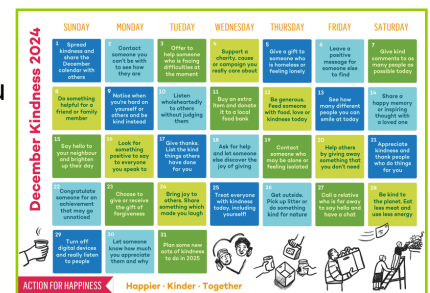 u
December Kindness 2024
SUNDAY MONDAY TUESDAY WEDNESDAY THURSDAY FRIDAY SATURDAY
1 Spread
kindness and
share the
December
calendar with
others
2 Contact
someone you
can't be with
to see how
they are
3 Offer to
help someone
who is facing
difficulties at
the moment
4 Support a
charity, cause
or campaign you
really care about
5 Give a gift to
someone who
is homeless or
feeling lonely
6 Leave a
positive
message for
someone else
to find
7 Give kind
comments to as
many people as
possible today
8 Do something
helpful for a
friend or family
member
9 Notice when
you're hard on
yourself or
others and
be kind instead
10 Listen
wholeheartedly
to others
without judging
them
11 Buy an extra
item and donate
it to a local
food bank
12 Be generous.
Feed someone
with food, love or
kindness today
13 See how
many different
people you can
smile at today
14 Share a
happy memory
or inspiring
thought with
a loved one
15 Say hello to
your neighbour
and brighten
up their day
16 Look for
something
positive to say
to everyone
you speak to
17 Give thanks.
List the kind
things others
have done
for you
18 Ask for help
and let someone
else discover the
joy of giving
19 Contact
someone who
may be alone or
feeling isolated
20 Help others
by giving away
something that
you don't need
21 Appreciate
kindness and
thank people
who do things
for you
22 Congratulate
someone for an
achievement
that may go
unnoticed
23 Choose to
give or receive
the gift of
forgiveness
24 Bring joy to
others. Share
something which
made you laugh
25 Treat everyone
with kindness
today, including
yourself!
26 Get outside.
Pick up litter or
do something
kind for nature
27 Call a relative
who is far away
to say hello and
have a chat
28 Be kind to
the planet. Eat
less meat and
use less energy
29 Turn off
digital devices
and really listen
to people
30 Let someone
know how much
you appreciate
them and why
31 Plan some new
acts of kindness
to do in 2025
ACTION FOR HAPPINESS
Happier · Kinder · Together